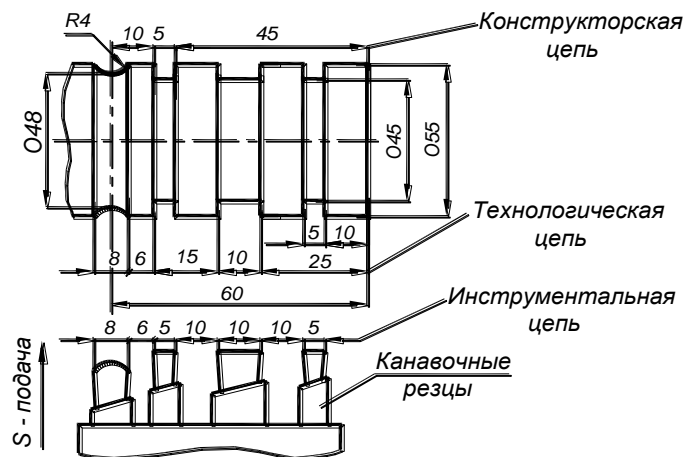 R4
10
5
45
Конструкторская
цепь
O48
O45
O55
Технологическая
цепь
5
10
8
6
15
10
25
60
Инструментальная
цепь
8
6
5
10
10
10
5
Канавочные
резцы
S - подача